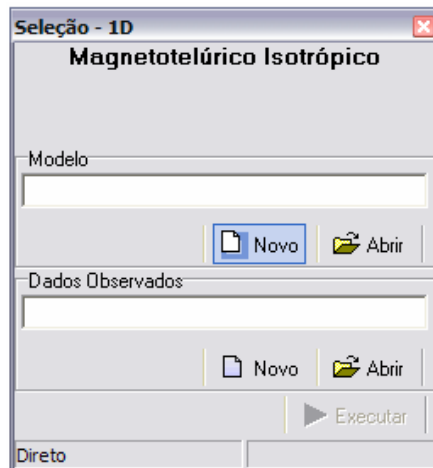 Seleção - 1D
Magnetotelúrico Isotrópico
Modelo
Novo Abrir
Dados Observados
Novo Abrir
Executar
Direto